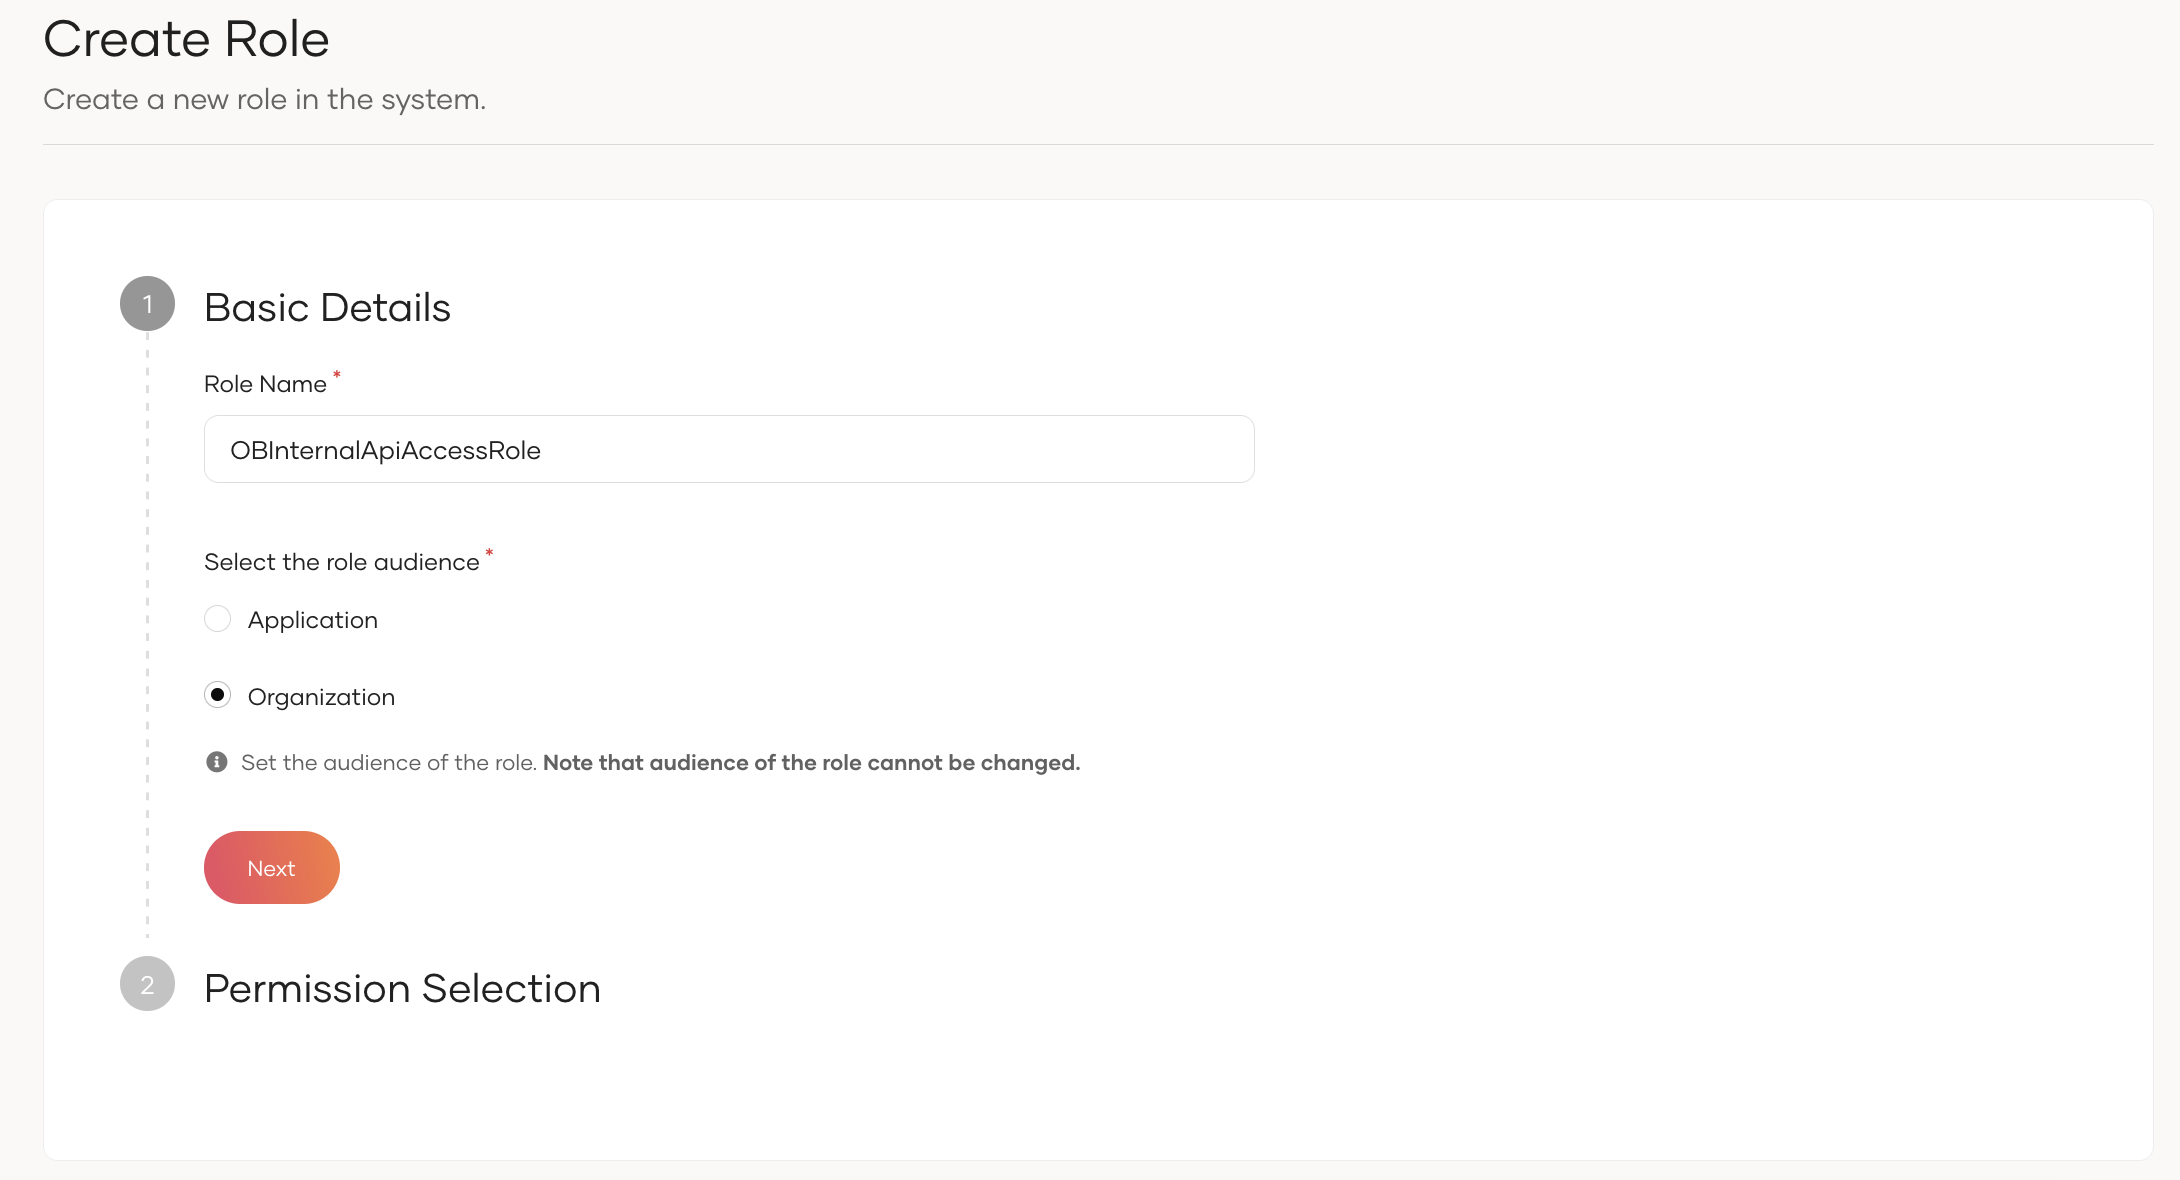 Create Role
Create a new role in the system.
1
Basic Details
Role Name *
OBInternalApiAccessRole
Select the role audience *
Application
Organization
Set the audience of the role. Note that audience of the role cannot be changed.
Next
2
Permission Selection